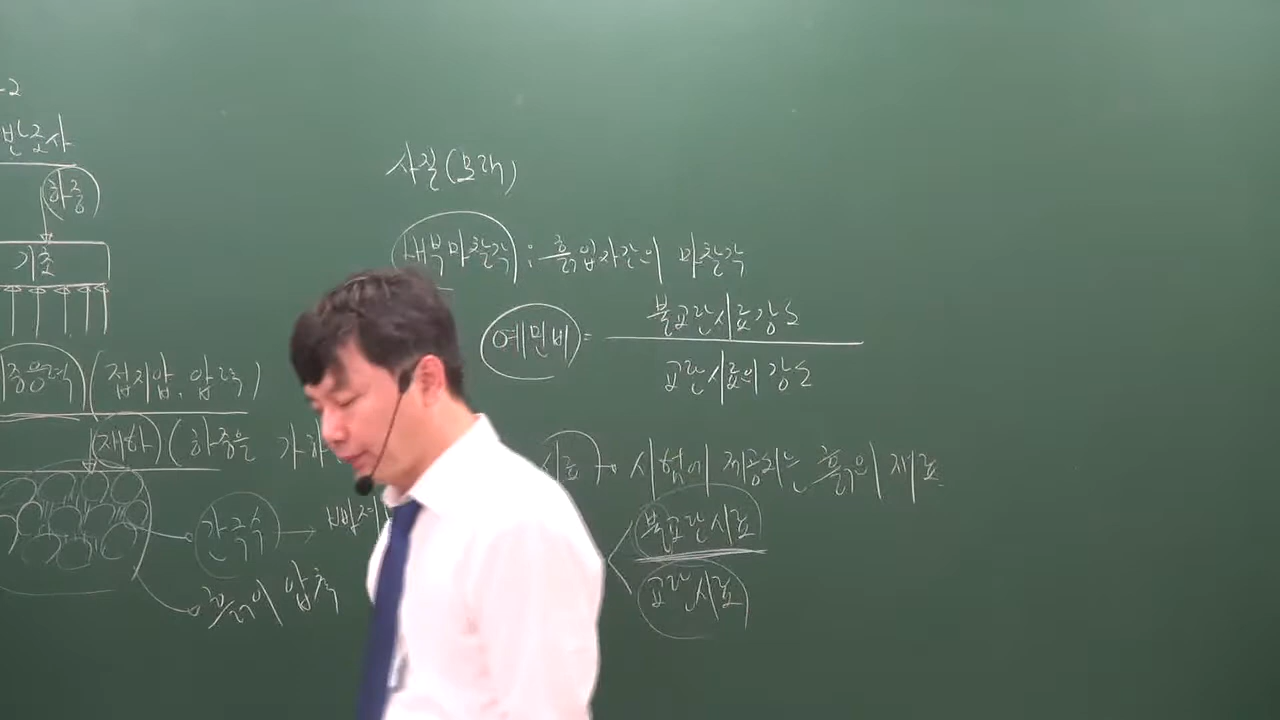 -2
반조사
하중
기초
지중응력 (접지압, 압력)
재하 (하중을 가하
간극수 →
흙의 압축
사질(모래)
내부마찰각 : 흙입자간의 마찰각
예민비 = 불교란시료강도
교란시료의 강도
시료 → 시험에 제공되는 흙의 재료
불교란시료
교란시료